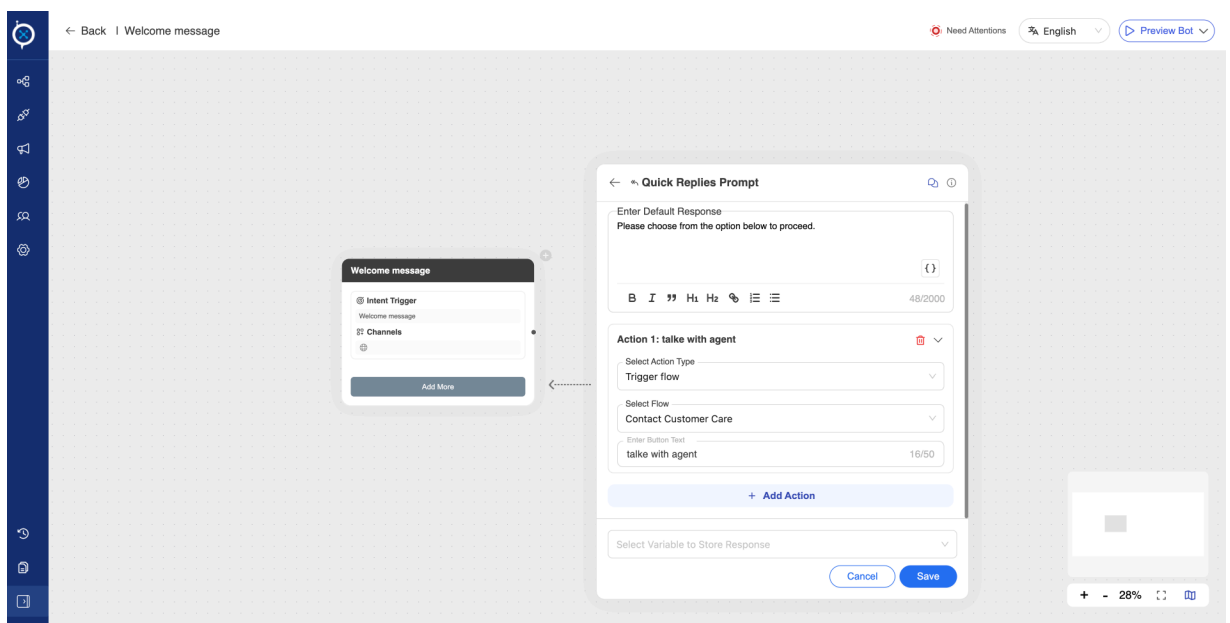 ← Back | Welcome message
Need Attentions
English
Preview Bot
Quick Replies Prompt
Enter Default Response
Please choose from the option below to proceed.
{}
B I ” H1 H2
48/2000
Welcome message
Intent Trigger
Welcome message
Channels
Add More
Action 1: talke with agent
Select Action Type
Trigger flow
Select Flow
Contact Customer Care
Enter Button Text
talke with agent 16/50
+ Add Action
Select Variable to Store Response
Cancel Save
+ - 28%